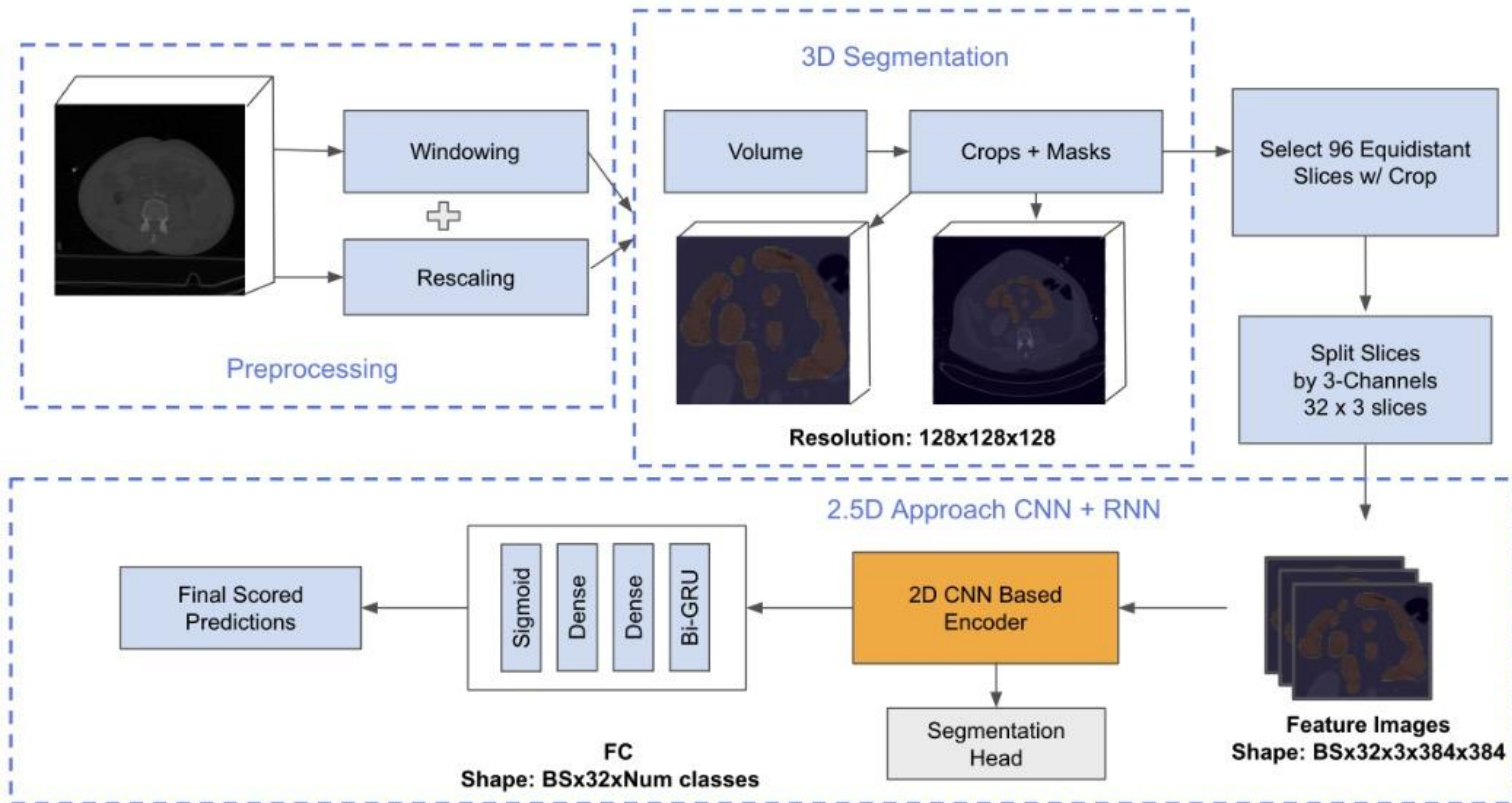 3D Segmentation
Windowing
Rescaling
Preprocessing
Volume
Crops + Masks
Resolution: 128x128x128
Select 96 Equidistant
Slices w/ Crop
Split Slices
by 3-Channels
32 x 3 slices
2.5D Approach CNN + RNN
Feature Images
Shape: BSx32x3x384x384
2D CNN Based
Encoder
Segmentation
Head
Sigmoid
Dense
Dense
Bi-GRU
FC
Shape: BSx32xNum classes
Final Scored
Predictions